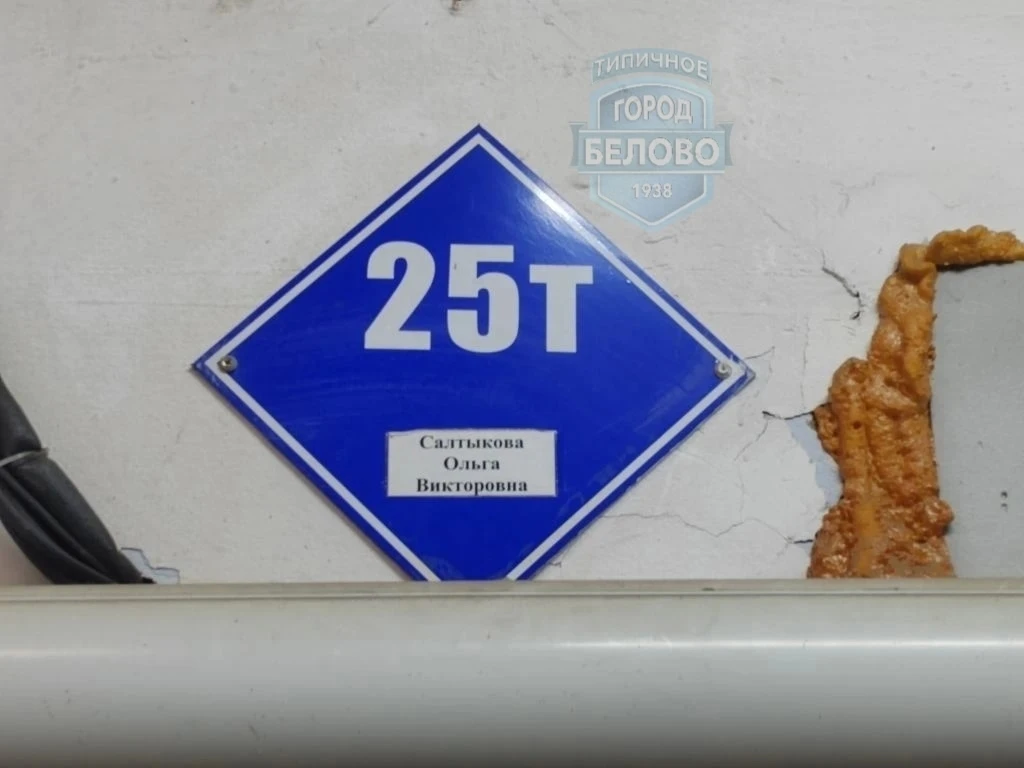 ТИПИЧНОЕ
ГОРОД
БЕЛОВО
1938
25т
Салтыкова
Ольга
Викторовна